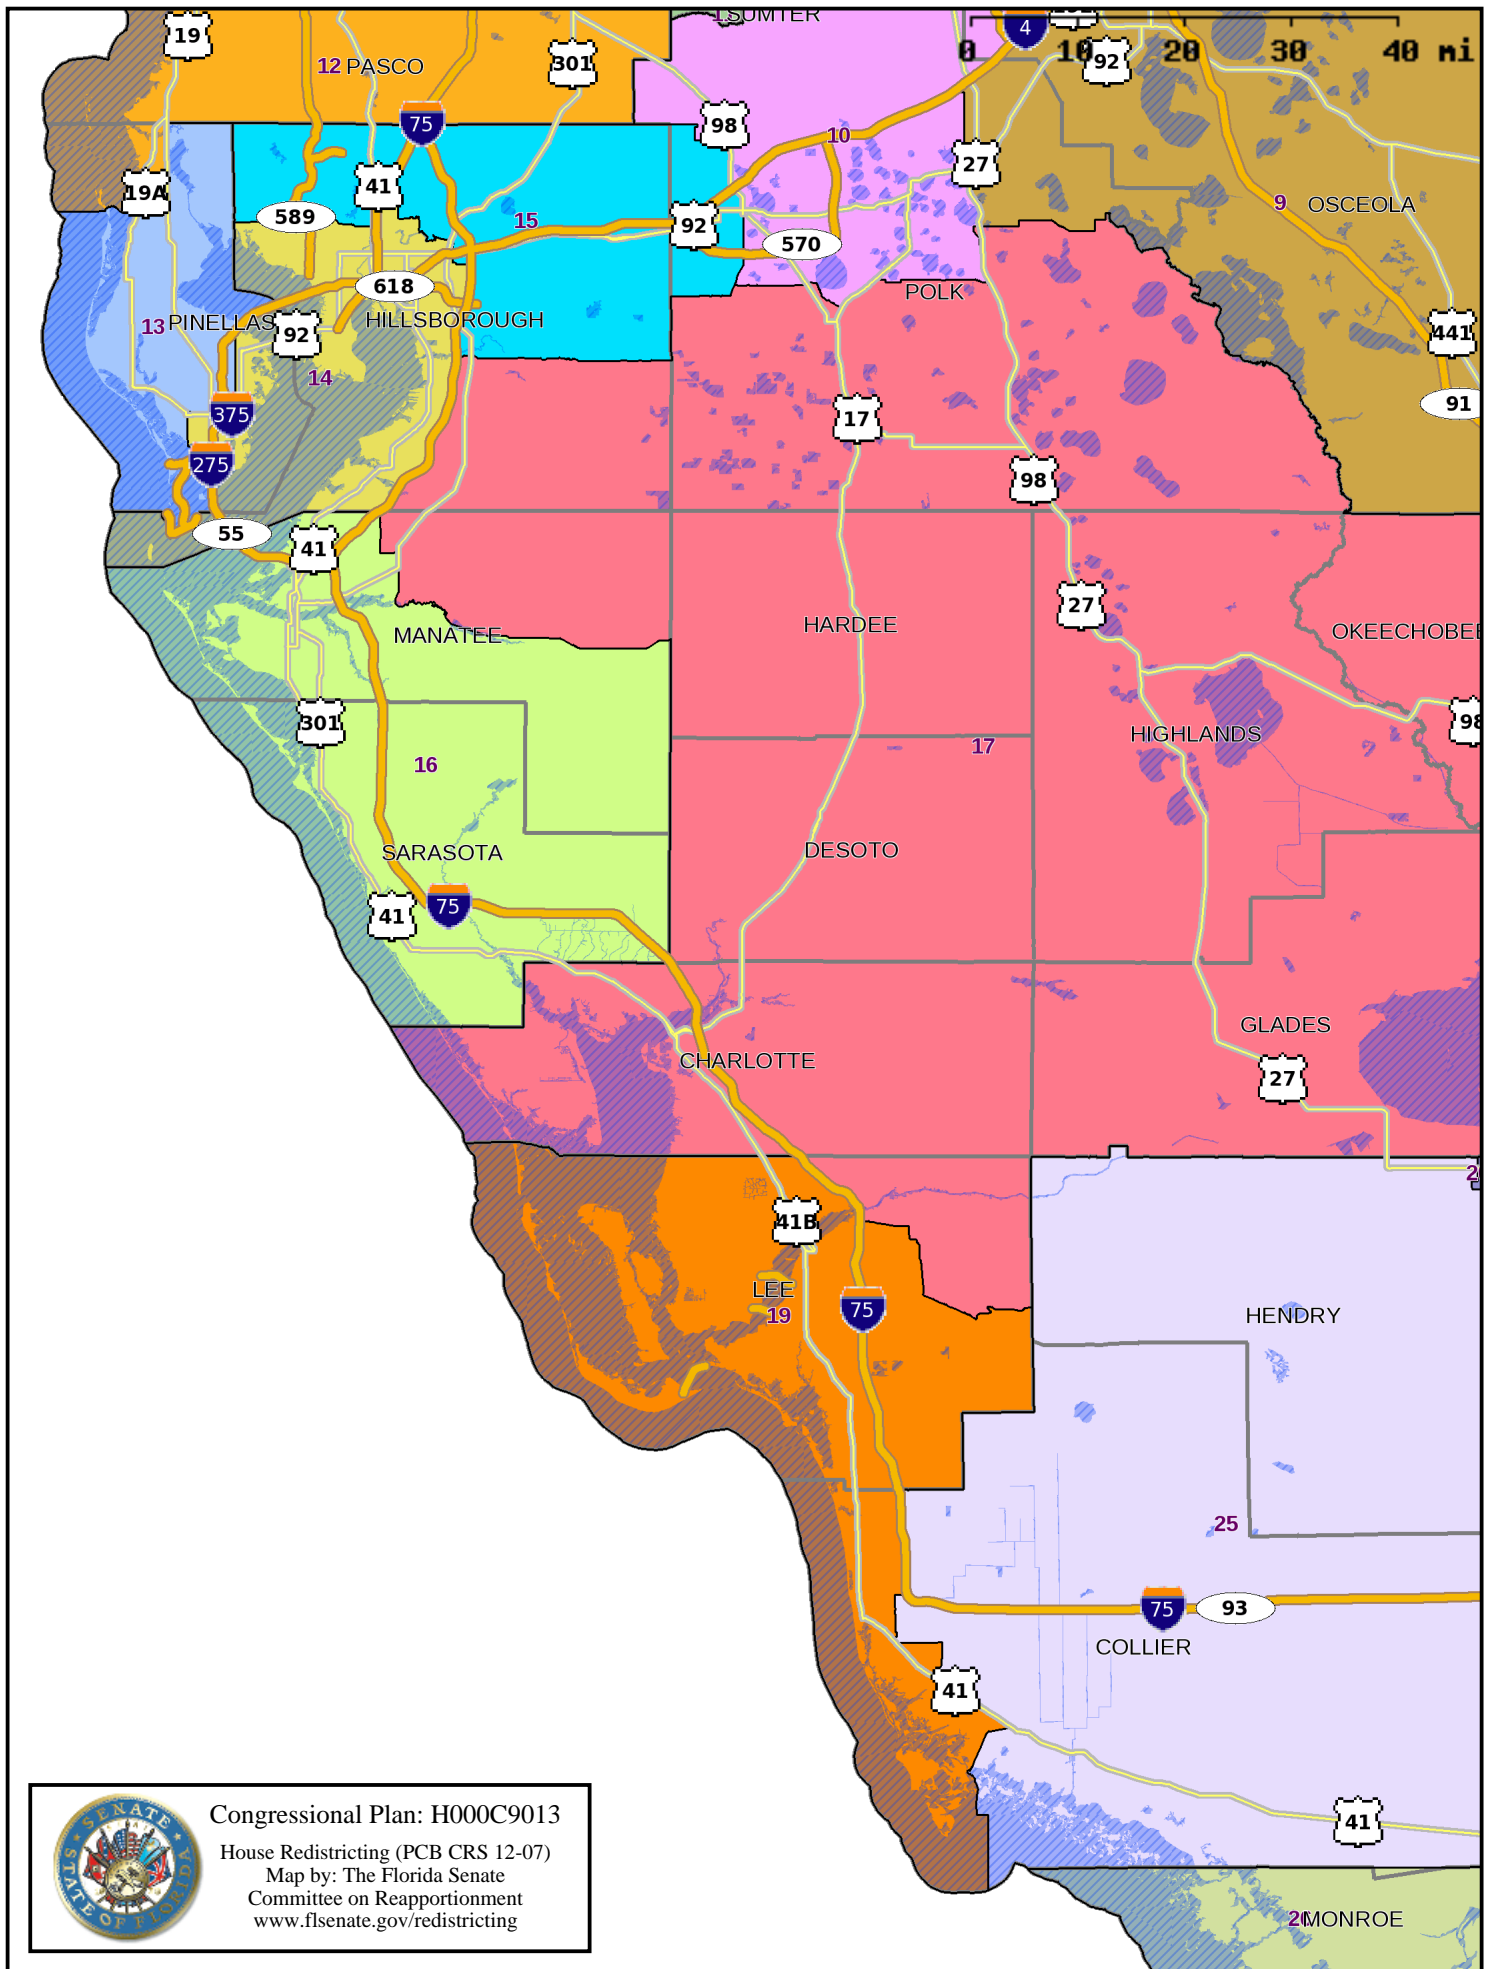 SUMTER
19
12 PASCO
301
4
92
0 10 20 30 40 mi
75
98
10
27
19A
41
589
15
92
570
9 OSCEOLA
618
POLK
13 PINELLAS
92
HILLSBOROUGH
441
14
375
17
91
275
98
55
41
27
MANATEE
HARDEE
OKEECHOBEE
301
98
HIGHLANDS
17
16
SARASOTA
DESOTO
75
41
GLADES
CHARLOTTE
27
2
41B
LEE
19
75
HENDRY
25
75
93
COLLIER
41
41
MONROE
SENATE
STATE OF FLORIDA
Congressional Plan: H000C9013
House Redistricting (PCB CRS 12-07)
Map by: The Florida Senate
Committee on Reapportionment
www.flsenate.gov/redistricting